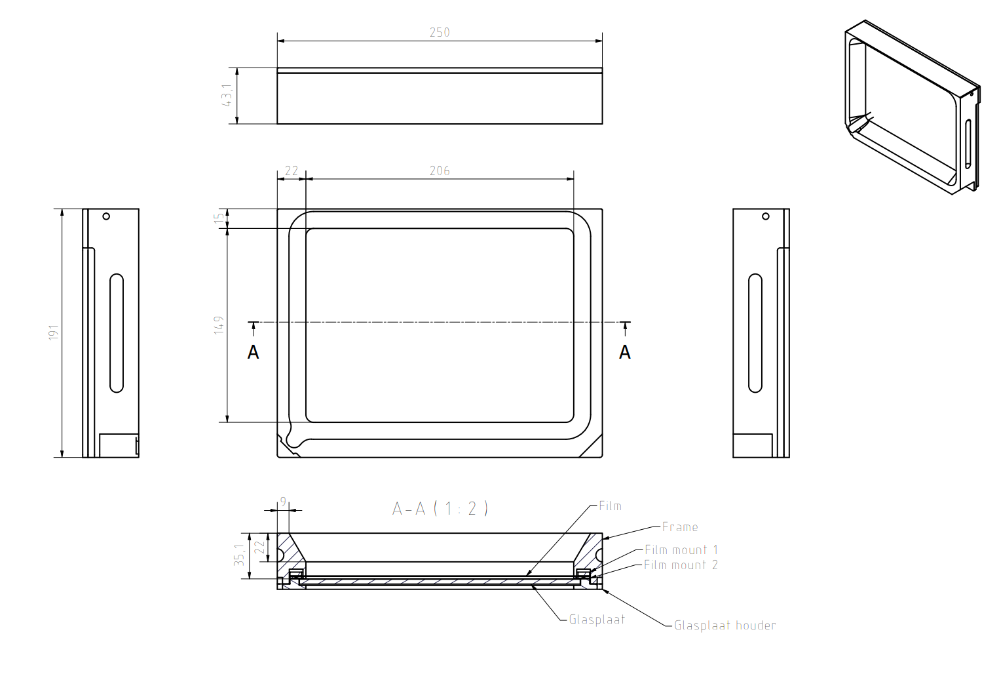 250
43,1
22
206
15
149
191
A
A
A-A ( 1 : 2 )
9
35,1
22
Film
Frame
Film mount 1
Film mount 2
Glasplaat
Glasplaat houder